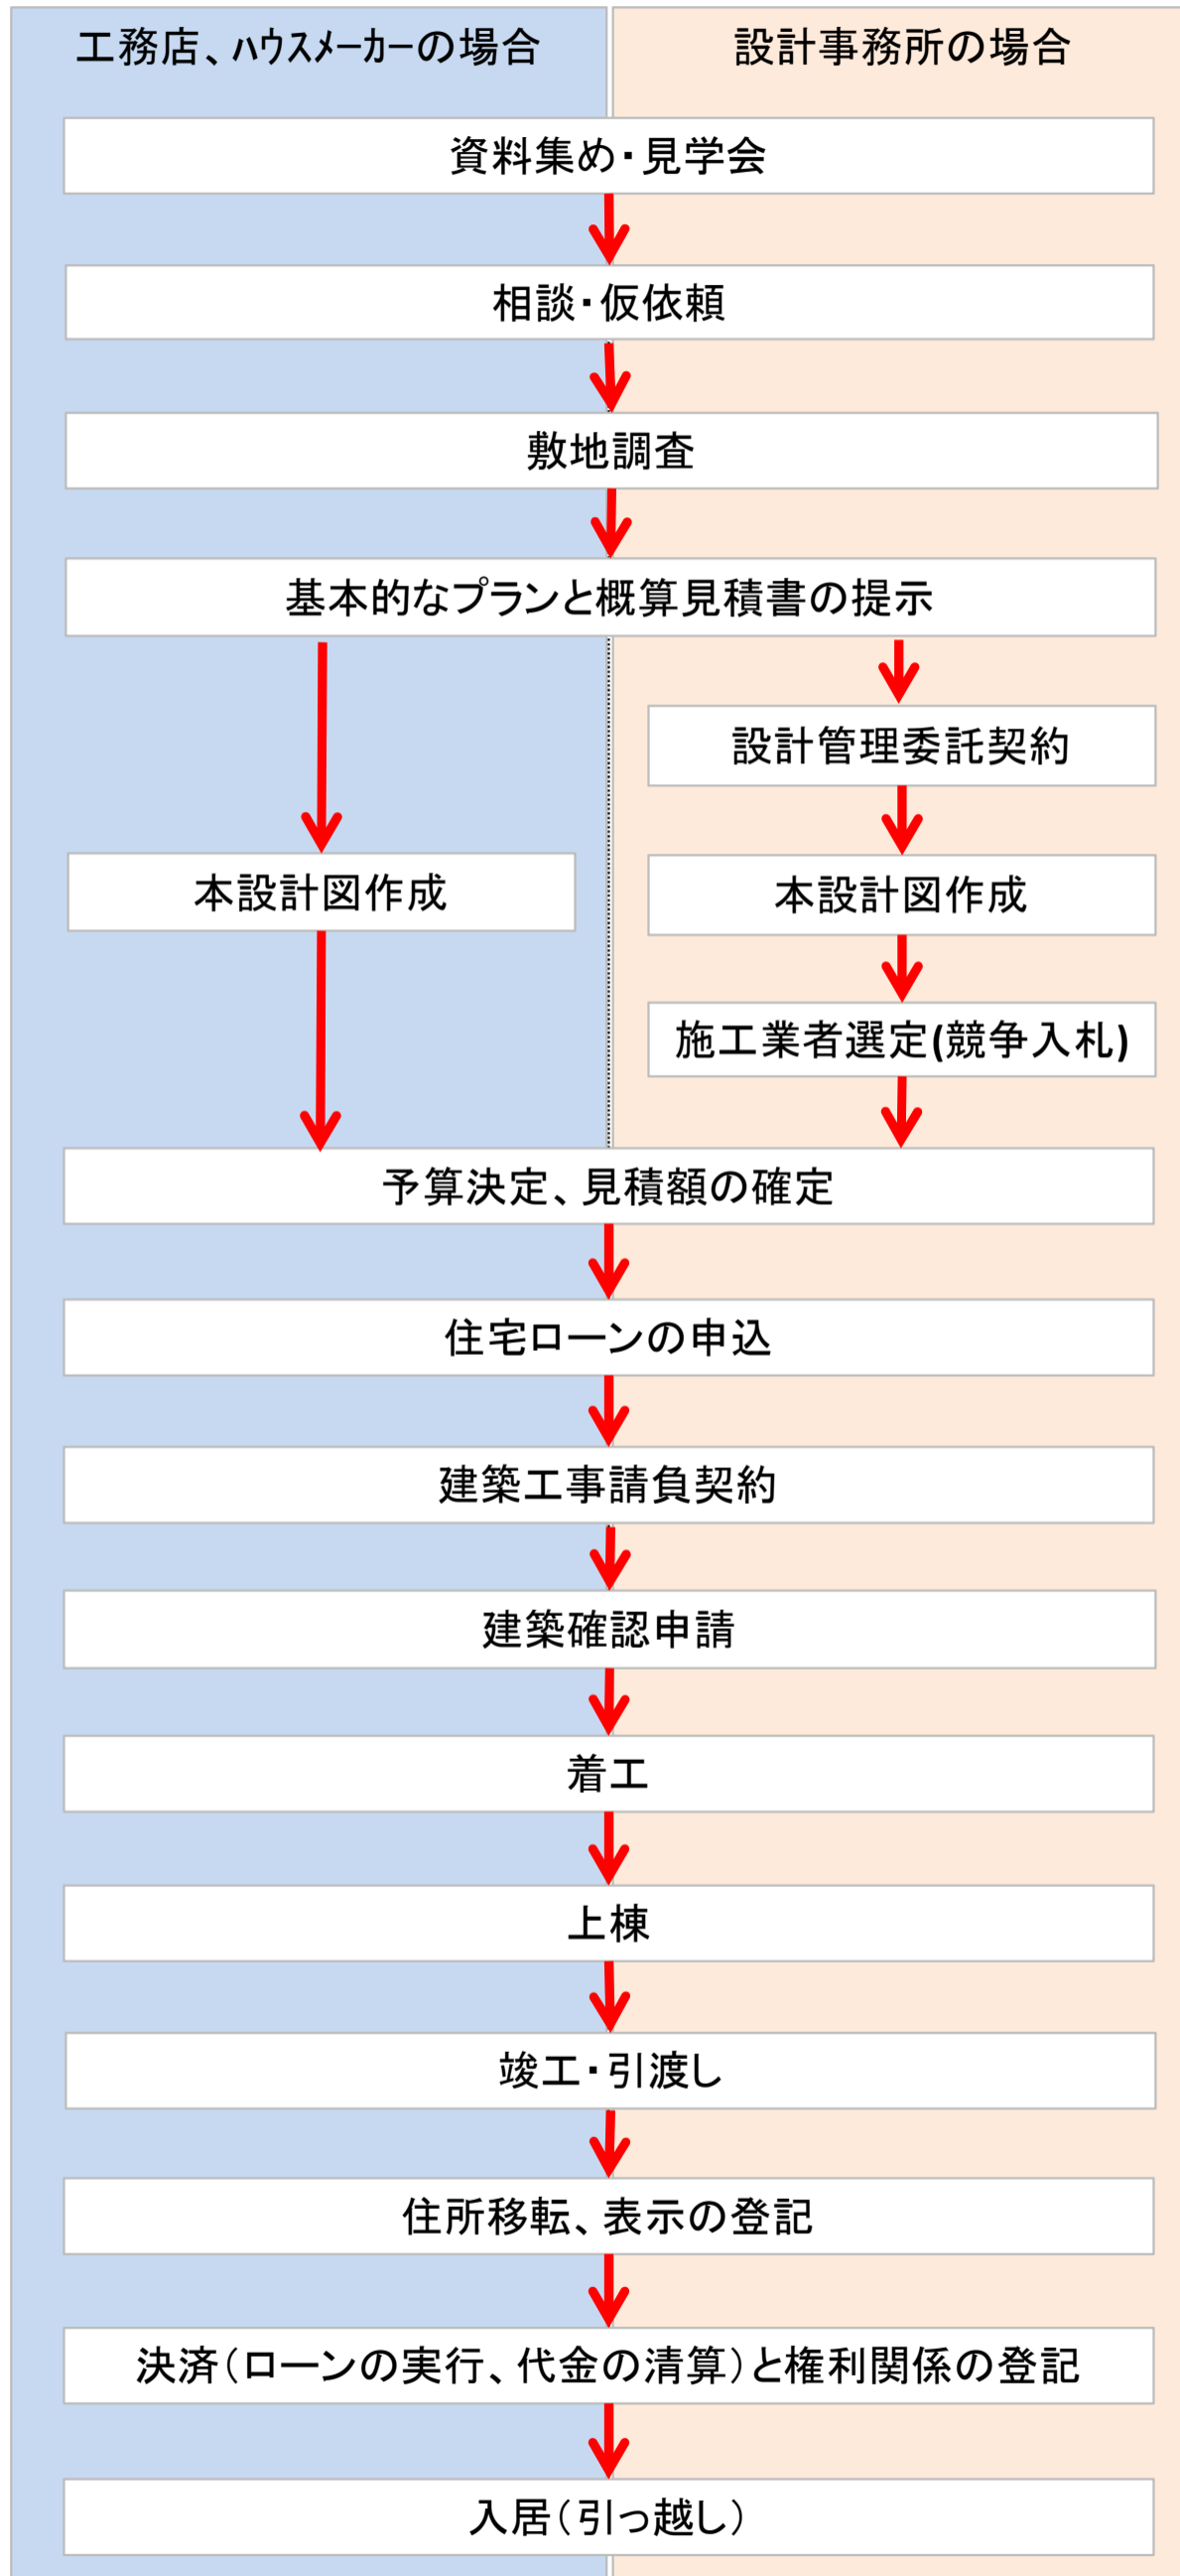 工務店、ﾊｳｽﾒｰｶｰの場合
設計事務所の場合
資料集め・見学会
相談・仮依頼
敷地調査
基本的なプランと概算見積書の提示
設計管理委託契約
本設計図作成
本設計図作成
施工業者選定(競争入札)
予算決定、見積額の確定
住宅ローンの申込
建築工事請負契約
建築確認申請
着工
上棟
竣工・引渡し
住所移転、表示の登記
決済（ローンの実行、代金の清算）と権利関係の登記
入居（引っ越し）